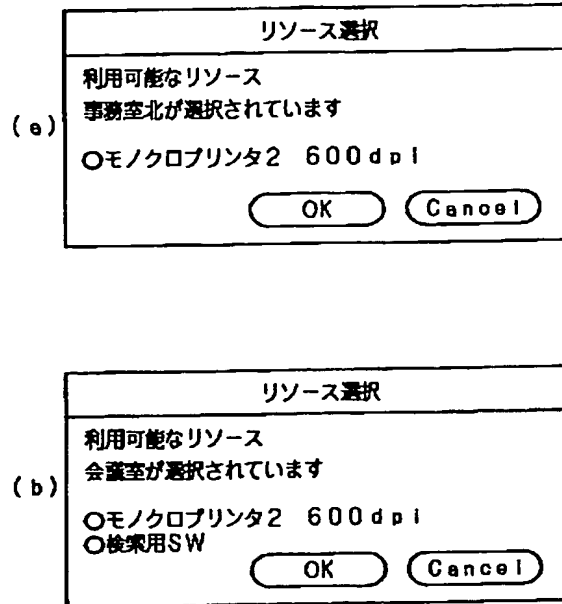 リソース選択
利用可能なリソース
事務室北が選択されています
(a)
○モノクロプリンタ2 600dpi
OK Cancel
リソース選択
利用可能なリソース
会議室が選択されています
(b)
○モノクロプリンタ2 600dpi
○検索用SW
OK Cancel